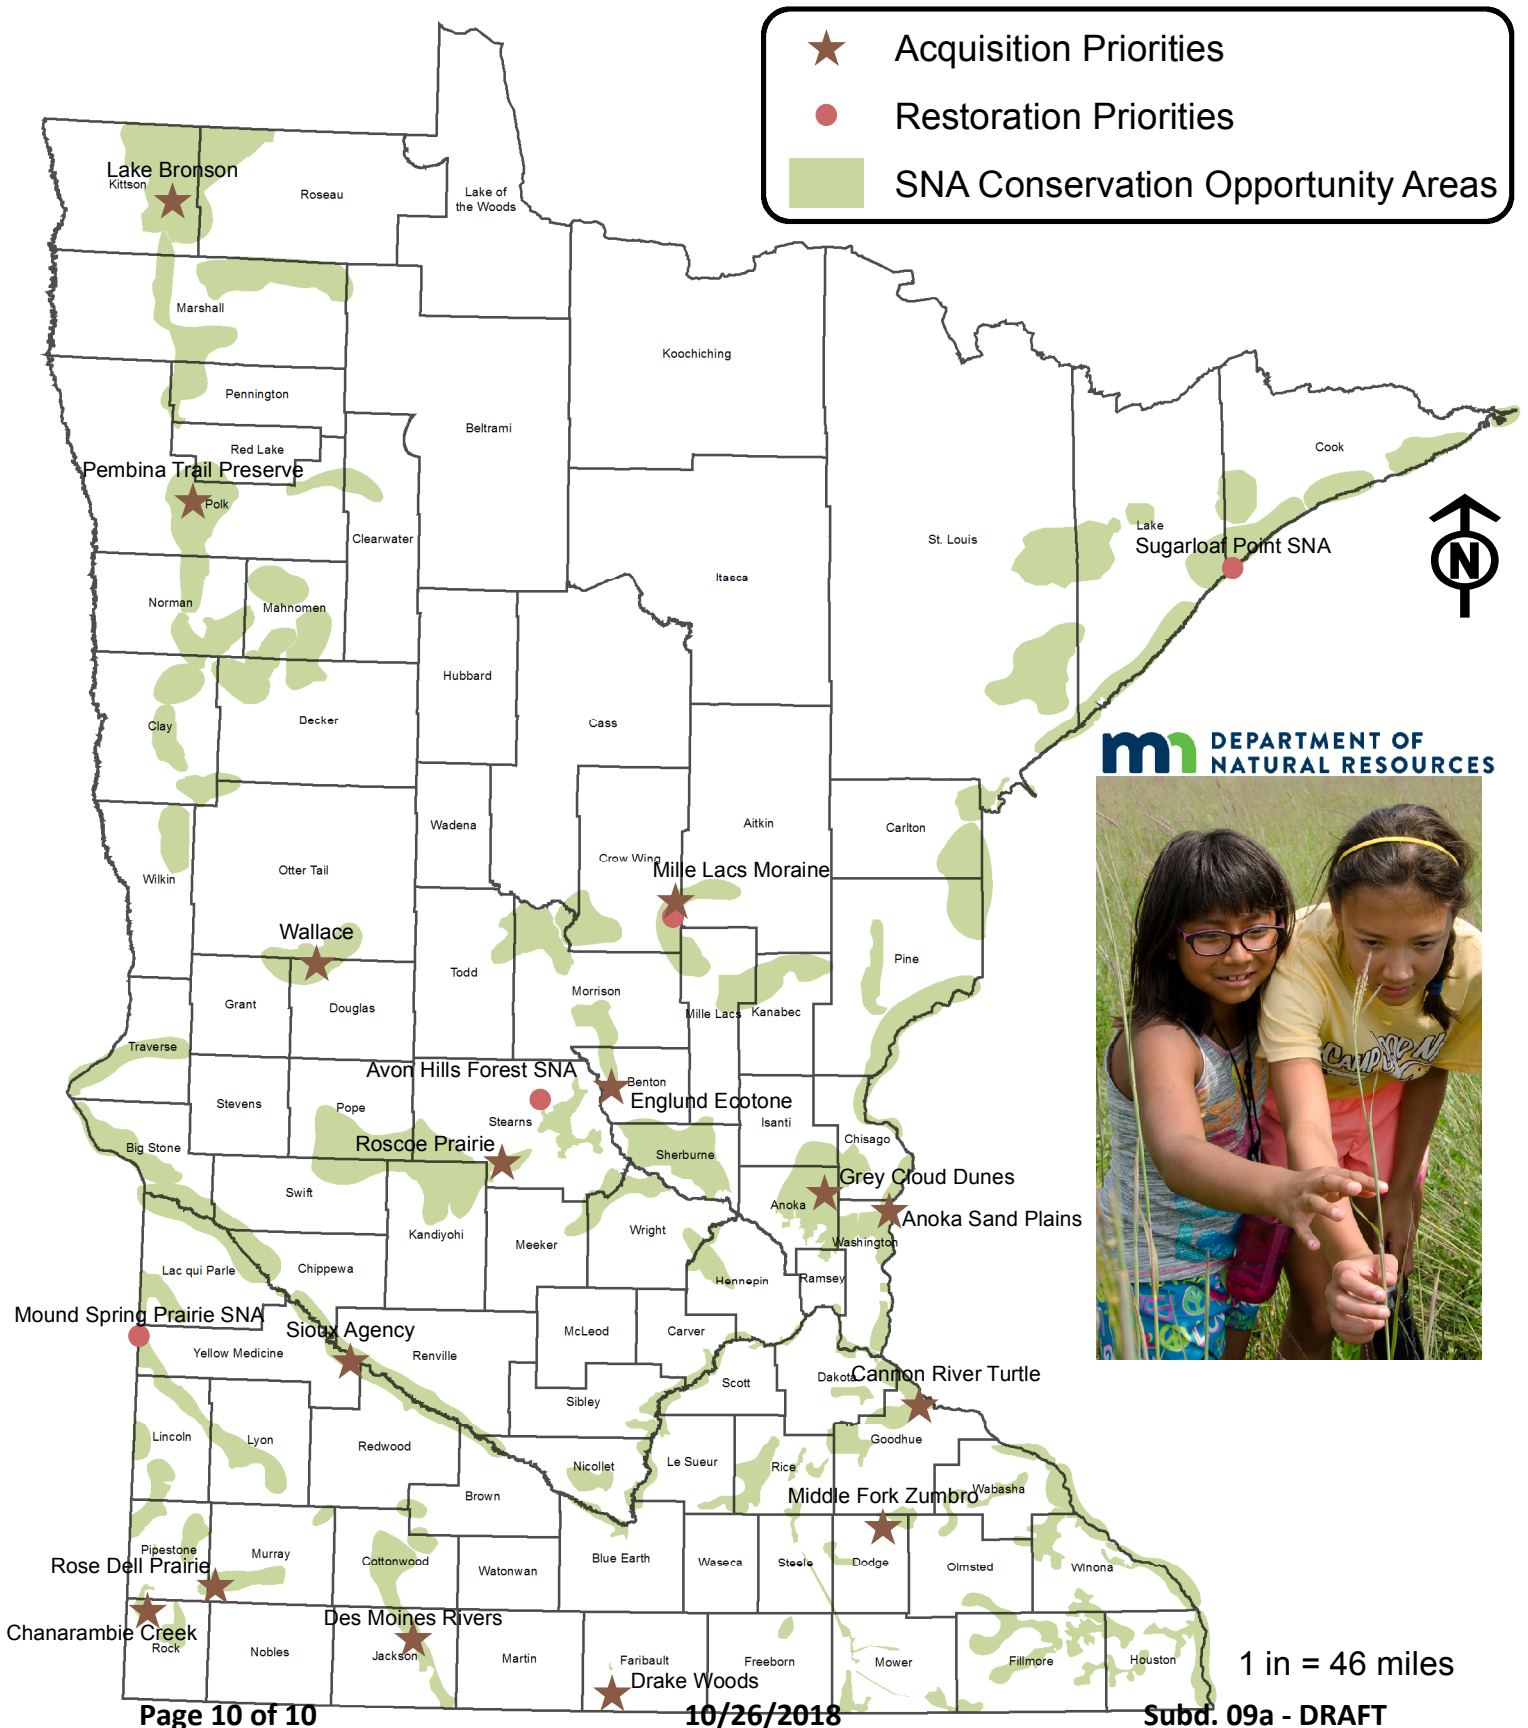 Acquisition Priorities
Restoration Priorities
SNA Conservation Opportunity Areas
Lake Bronson
Kittson
Roseau
Lake of
the Woods
Marshall
Koochiching
Pennington
Beltrami
Red Lake
Cook
Pembina Trail Preserve
Polk
Clearwater
St. Louis
Lake
Sugarloaf Point SNA
N
Itasca
Norman
Mahnomen
Hubbard
Becker
Cass
Clay
DEPARTMENT OF
NATURAL RESOURCES
mn
Wadena
Aitkin
Carlton
Crow Wing
Mille Lacs Moraine
Otter Tail
Wilkin
Wallace
Todd
Pine
Morrison
Grant
Douglas
Mille Lacs
Kanabec
Traverse
Avon Hills Forest SNA
Benton
Englund Ecotone
Stevens
Pope
Stearns
Isanti
Chisago
Roscoe Prairie
Big Stone
Sherburne
Grey Cloud Dunes
Swift
Anoka
Anoka Sand Plains
Kandiyohi
Meeker
Wright
Washington
Lac qui Parle
Chippewa
Hennepin
Ramsey
Mound Spring Prairie SNA
Sioux Agency
McLeod
Carver
Yellow Medicine
Renville
Scott
Dakota
Cannon River Turtle
Sibley
Lincoln
Lyon
Redwood
Goodhue
Nicollet
Le Sueur
Rice
Brown
Middle Fork Zumbro
Wabasha
Pipestone
Murray
Cottonwood
Watonwan
Blue Earth
Waseca
Steele
Dodge
Olmsted
Winona
Rose Dell Prairie
Des Moines Rivers
Chanarambie Creek
Rock
Nobles
Jackson
Martin
Faribault
Freeborn
Mower
Fillmore
Houston
Drake Woods
1 in = 46 miles
Page 10 of 10
10/26/2018
Subd. 09a - DRAFT